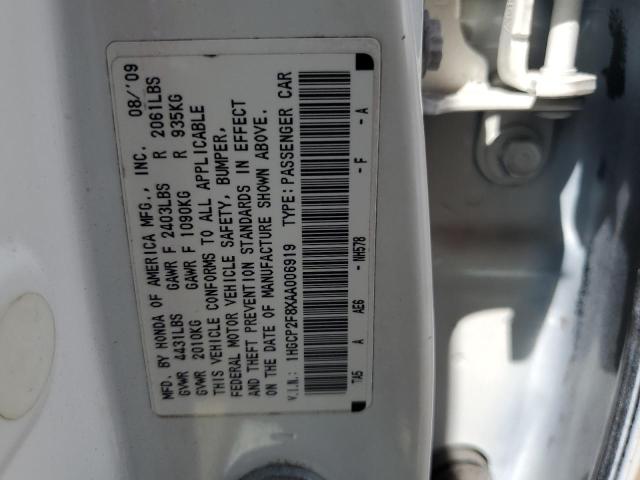 MFD. BY HONDA OF AMERICA MFG., INC. 08/'09
GVWR 4431LBS GAWR F 2403LBS R 2061LBS
GVWR 2010KG GAWR F 1090KG R 935KG
THIS VEHICLE CONFORMS TO ALL APPLICABLE
FEDERAL MOTOR VEHICLE SAFETY, BUMPER,
AND THEFT PREVENTION STANDARDS IN EFFECT
ON THE DATE OF MANUFACTURE SHOWN ABOVE.
V.I.N.: 1HGCP2F8XAA006919 TYPE: PASSENGER CAR
TA5 A AE6 NH578 -F -A